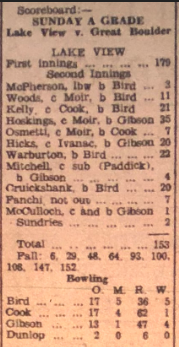 Scoreboard:—
SUNDAY A GRADE
Lake View v. Great Boulder
LAKE VIEW
First innings .... .... .... .... 179
Second Innings
McPherson, lbw b Bird .... 3
Woods, c Moir, b Bird .... 11
Kelly, c Cook, b Bird .... 21
Hoskings, c Moir, b Gibson 35
Osmetti, c Moir, b Cook .... 7
Hicks, c Ivanac, b Gibson 20
Warburton, b Bird .... .... 22
Mitchell, c sub (Paddick),
b Gibson .... .... .... .... 4
Cruickshank, b Bird .... 20
Panchi, not out .... .... .... 7
McCulloch, c and b Gibson 1
Sundries .... .... .... .... 2
Total .... .... .... .... 153
Fall: 6, 29, 48, 64, 93, 100,
108, 147, 152.
Bowling
O. M. R. W.
Bird .... .... .... 17 5 36 5
Cook .... .... .... 17 4 62 1
Gibson .... .... 13 1 47 4
Dunlop .... .... 2 0 6 0